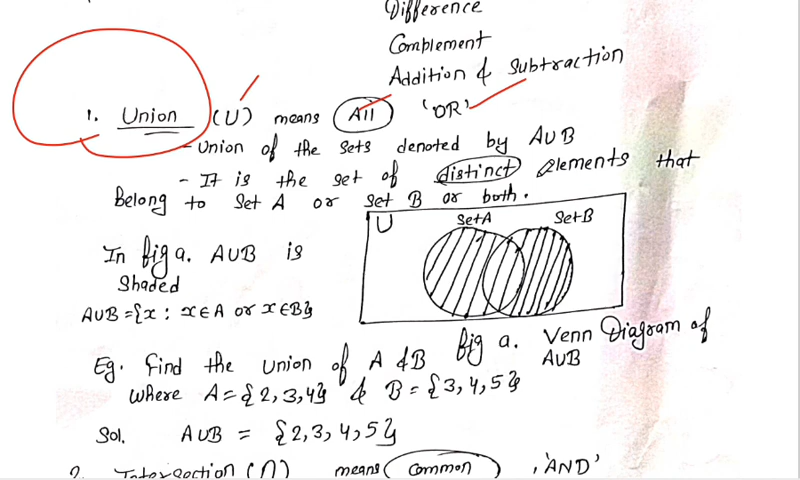 Difference
Complement
Addition & Subtraction
1. Union (U) means All 'OR'
- Union of the sets denoted by AUB
- It is the set of distinct elements that
Belong to set A or set B or both.
U SetA SetB
In fig a. AUB is
shaded
AUB = {x : x∈A or x∈B}
fig a. Venn Diagram of
AUB
Eg. Find the union of A & B
where A = {2,3,4} & B = {3,4,5}
Sol. AUB = {2,3,4,5}
2. Intersection (∩) means common , 'AND'